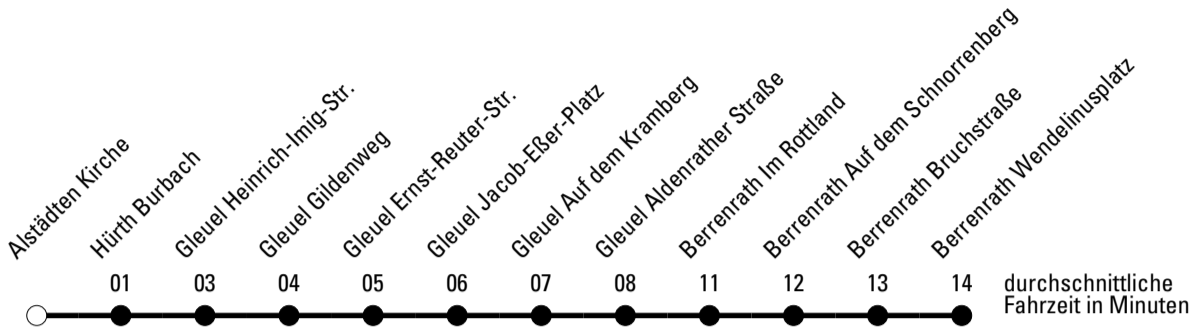 Alstädten Kirche
Hürth Burbach
Gleuel Heinrich-Imig-Str.
Gleuel Gildenweg
Gleuel Ernst-Reuter-Str.
Gleuel Jacob-Eßer-Platz
Gleuel Auf dem Kramberg
Gleuel Aldenrather Straße
Berrenrath Im Rottland
Berrenrath Auf dem Schnorrenberg
Berrenrath Bruchstraße
Berrenrath Wendelinusplatz
01 03 04 05 06 07 08 11 12 13 14
durchschnittliche
Fahrzeit in Minuten